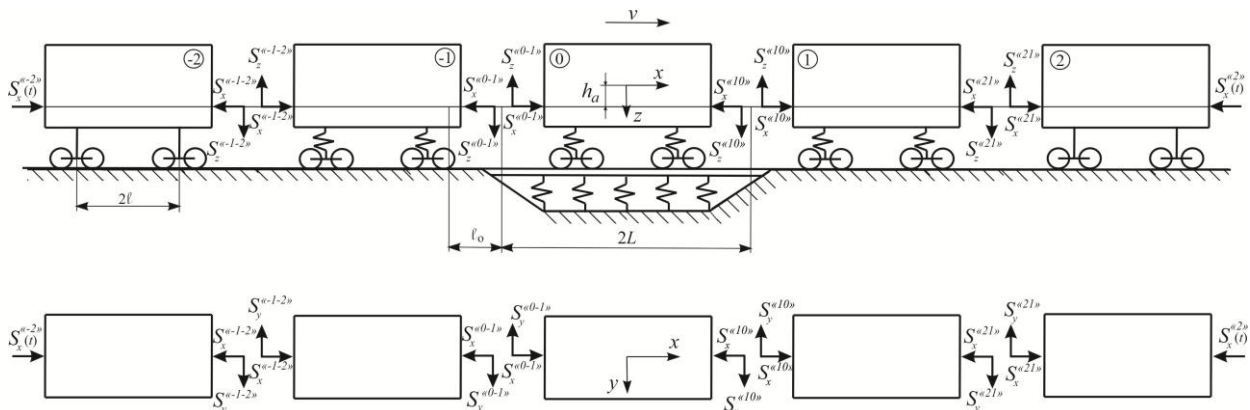 v
-2 -1 0 1 2
S_x^{«-2»}(t) S_x^{«-1-2»} S_z^{«-1-2»} S_x^{«-1-2»} S_z^{«-1-2»}
S_x^{«0-1»} S_z^{«0-1»} S_x^{«0-1»} S_z^{«0-1»}
h_a x z
S_x^{«10»} S_z^{«10»} S_x^{«10»} S_z^{«10»}
S_x^{«21»} S_z^{«21»} S_x^{«21»} S_z^{«21»}
S_x^{«2»}(t)
2ℓ ℓ_o 2L
S_x^{«-2»}(t) S_x^{«-1-2»} S_y^{«-1-2»} S_x^{«-1-2»} S_y^{«-1-2»}
S_x^{«0-1»} S_y^{«0-1»} S_x^{«0-1»} S_y^{«0-1»}
x y
S_x^{«10»} S_y^{«10»} S_x^{«10»}
S_x^{«21»} S_y^{«21»} S_x^{«21»} S_y^{«21»}
S_x^{«2»}(t)